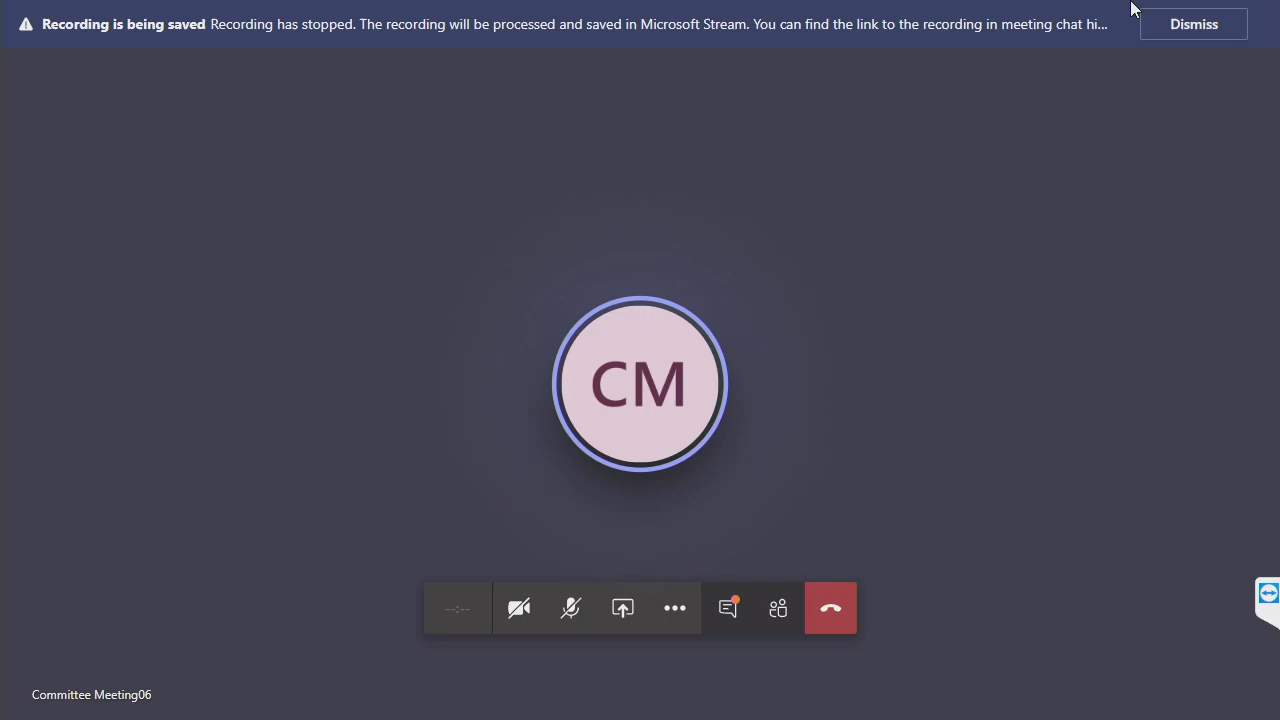 Recording is being saved Recording has stopped. The recording will be processed and saved in Microsoft Stream. You can find the link to the recording in meeting chat hi...
Dismiss
CM
--:--
Committee Meeting06